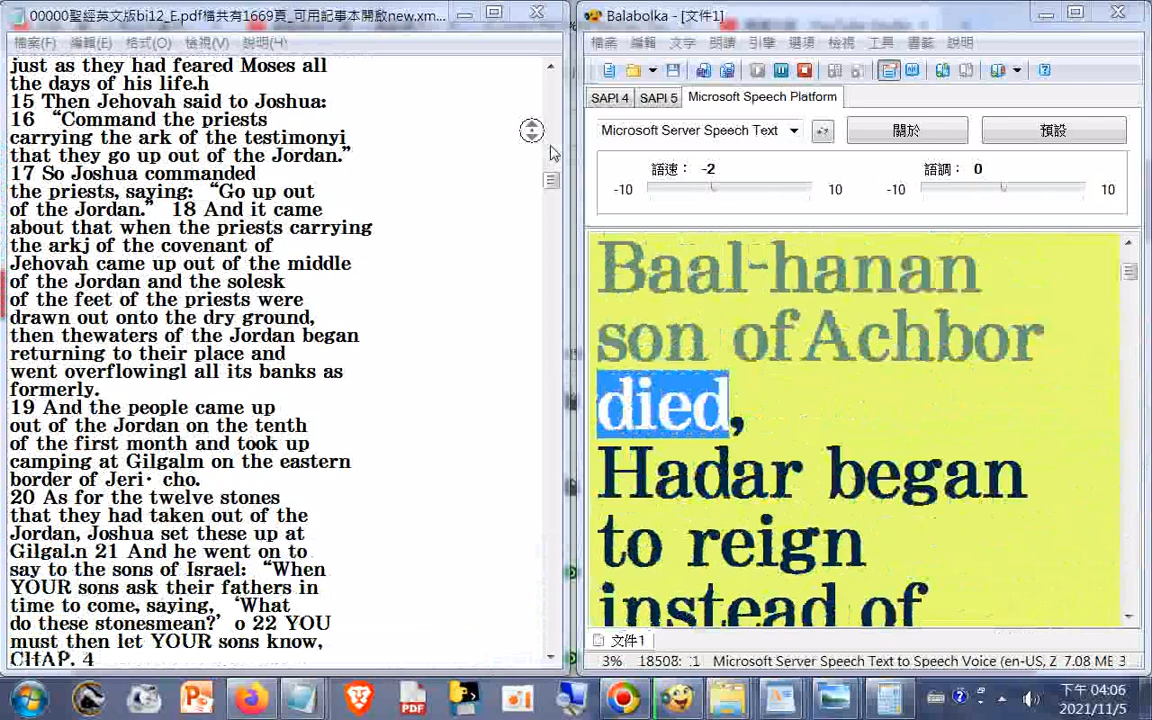 00000聖經英文版bi12_E.pdf檔共有1669頁_可用記事本開啟new.xm...
檔案(F) 編輯(E) 格式(O) 檢視(V) 說明(H)
just as they had feared Moses all
the days of his life.h
15 Then Jehovah said to Joshua:
16 “Command the priests
carrying the ark of the testimonyi
that they go up out of the Jordan.”
17 So Joshua commanded
the priests, saying: “Go up out
of the Jordan.” 18 And it came
about that when the priests carrying
the arkj of the covenant of
Jehovah came up out of the middle
of the Jordan and the solesk
of the feet of the priests were
drawn out onto the dry ground,
then thewaters of the Jordan began
returning to their place and
went overflowingl all its banks as
formerly.
19 And the people came up
out of the Jordan on the tenth
of the first month and took up
camping at Gilgalm on the eastern
border of Jeri· cho.
20 As for the twelve stones
that they had taken out of the
Jordan, Joshua set these up at
Gilgal.n 21 And he went on to
say to the sons of Israel: “When
YOUR sons ask their fathers in
time to come, saying, ‘What
do these stonesmean?’ o 22 YOU
must then let YOUR sons know,
CHAP. 4
Balabolka - [文件1]
檔案 編輯 文字 朗讀 引擎 選項 檢視 工具 書籤 說明
SAPI 4 SAPI 5 Microsoft Speech Platform
Microsoft Server Speech Text 關於 預設
語速： -2 語調： 0
-10 10 -10 10
Baal-hanan
son of Achbor
died,
Hadar began
to reign
instead of
文件1
3% 18508: :1 Microsoft Server Speech Text to Speech Voice (en-US, Z 7.08 MB 3
PDF
下午 04:06
2021/11/5